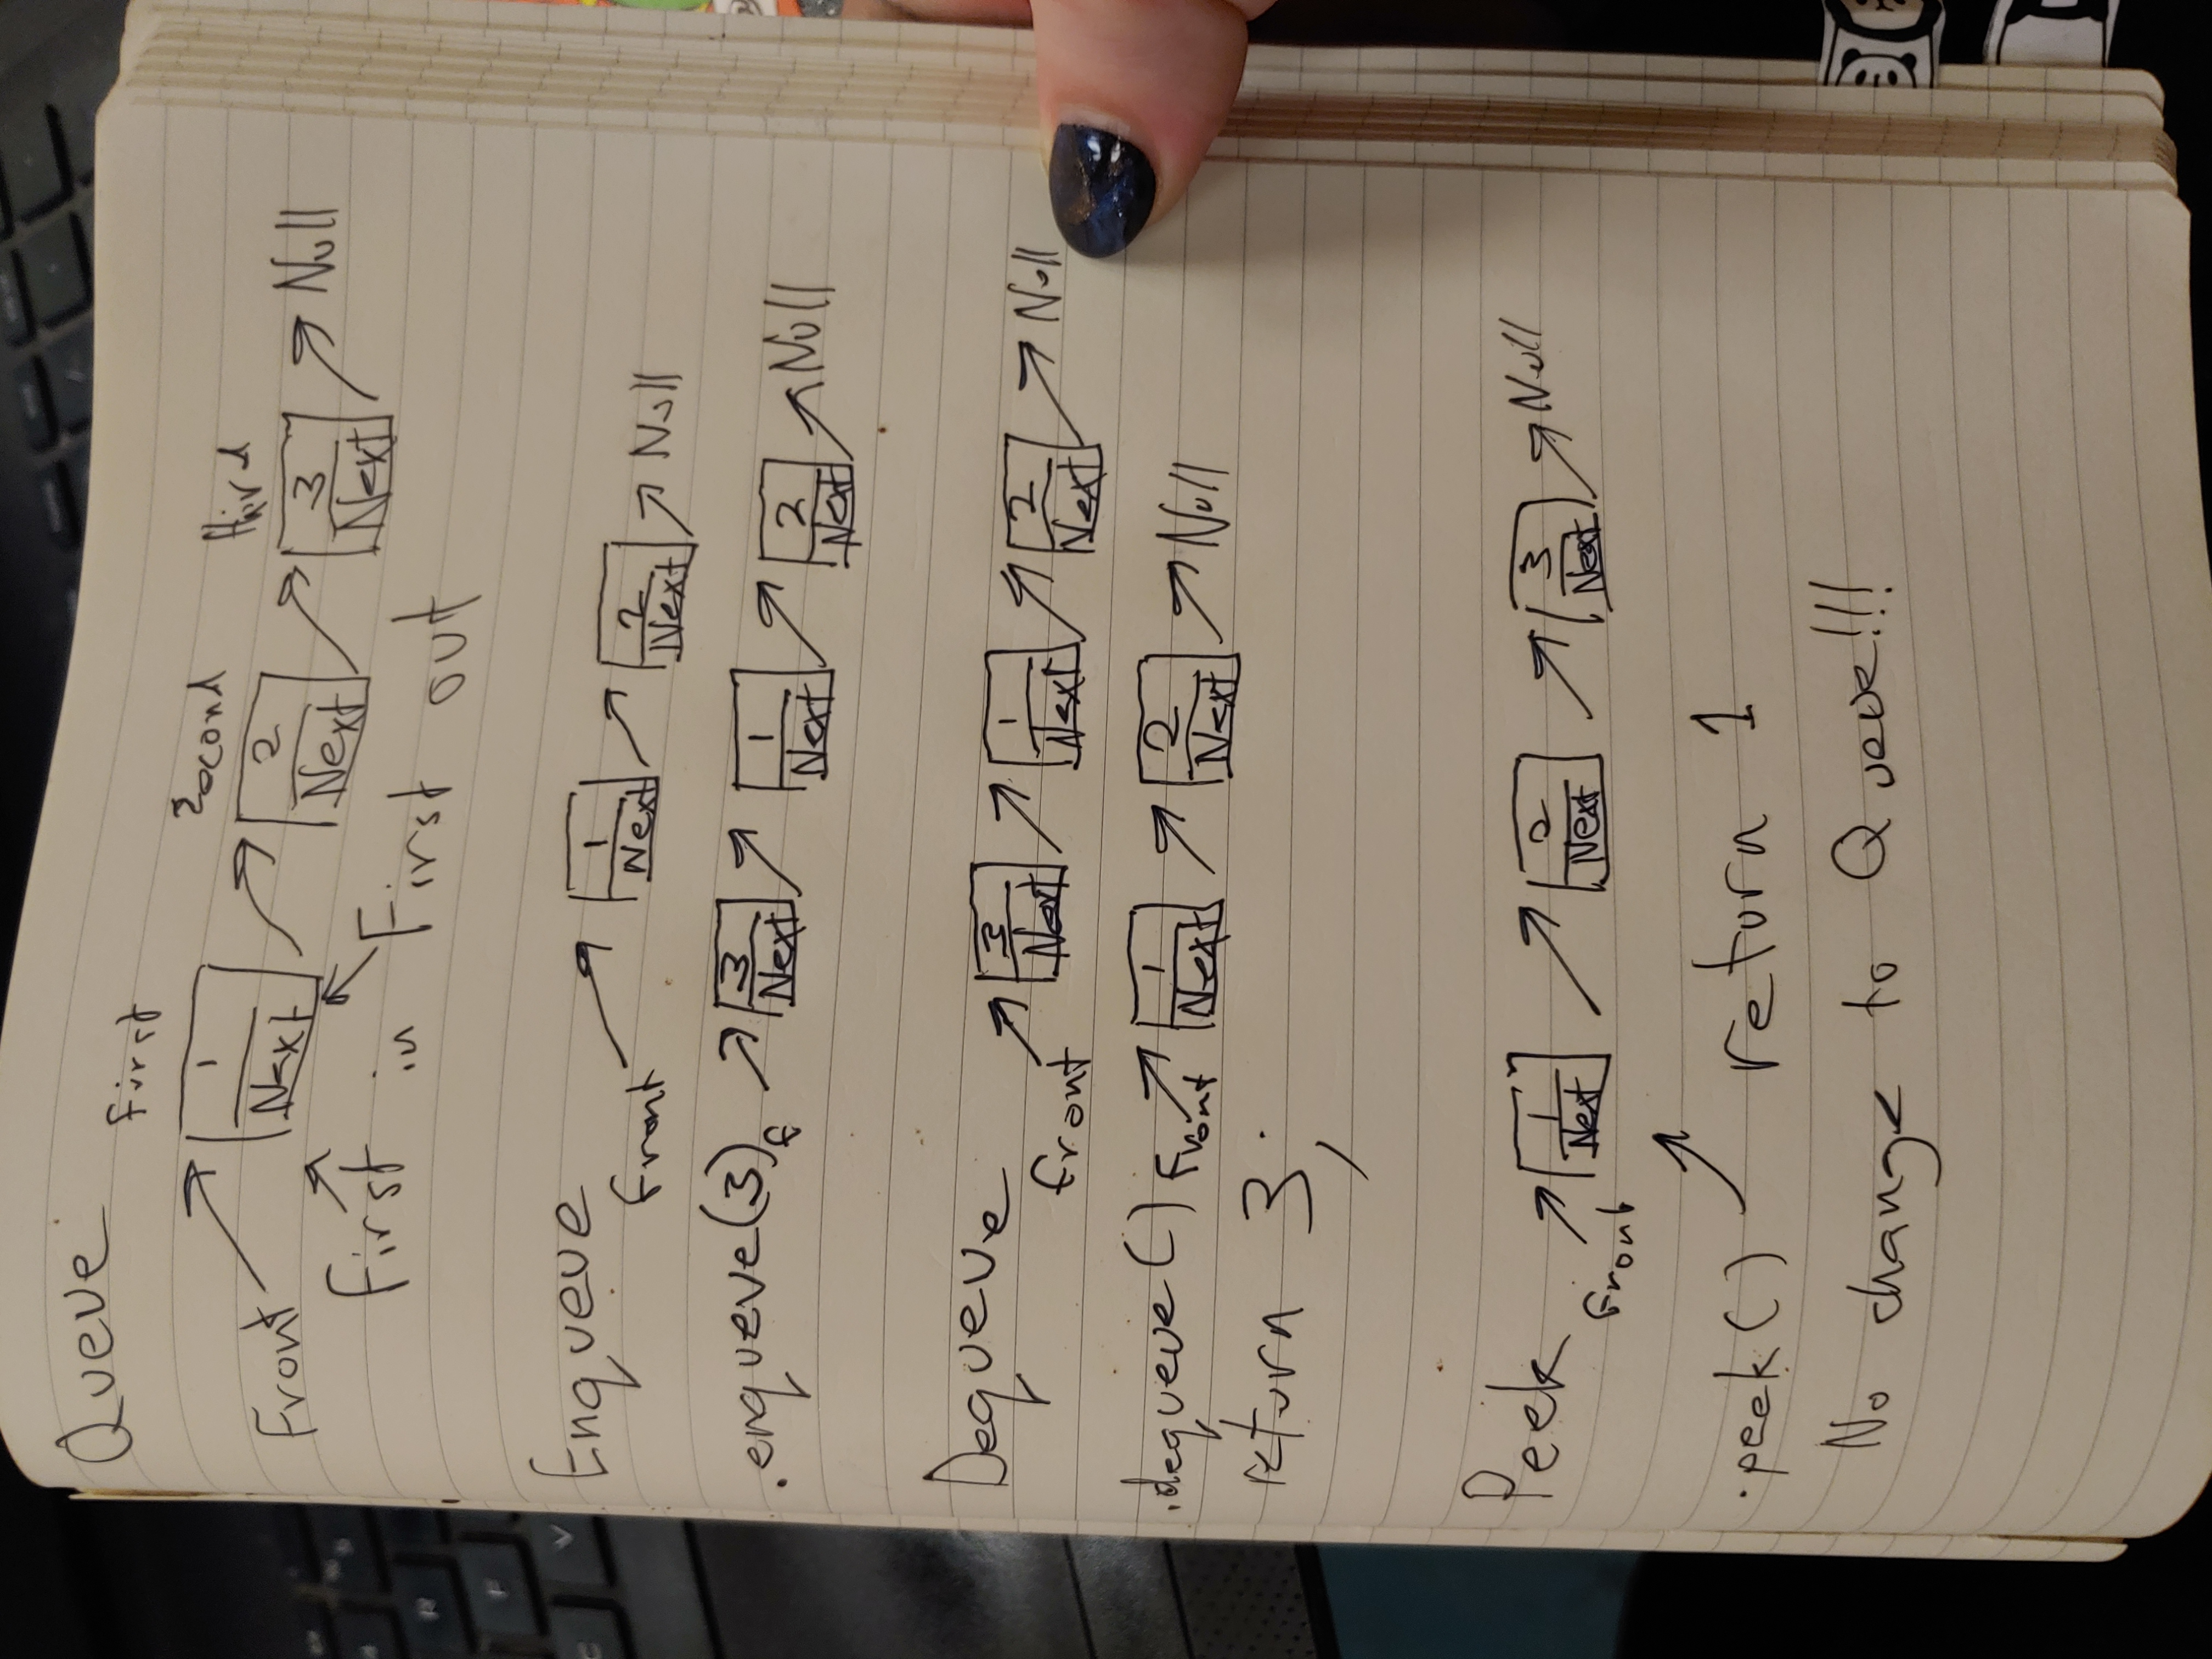 Queue
first
second
third
Front
1
Next
2
Next
3
Next
Null
First in First out
Enqueue
front
1
Next
2
Next
Null
.enqueue(3)
f
3
Next
1
Next
2
Next
Null
Dequeue
front
3
Next
1
Next
2
Next
Null
.dequeue()
Front
1
Next
2
Next
Null
return 3;
Peek
Front
1
Next
2
Next
3
Next
Null
.peek() return 1
No change to Queue!!!
R
F
V
C